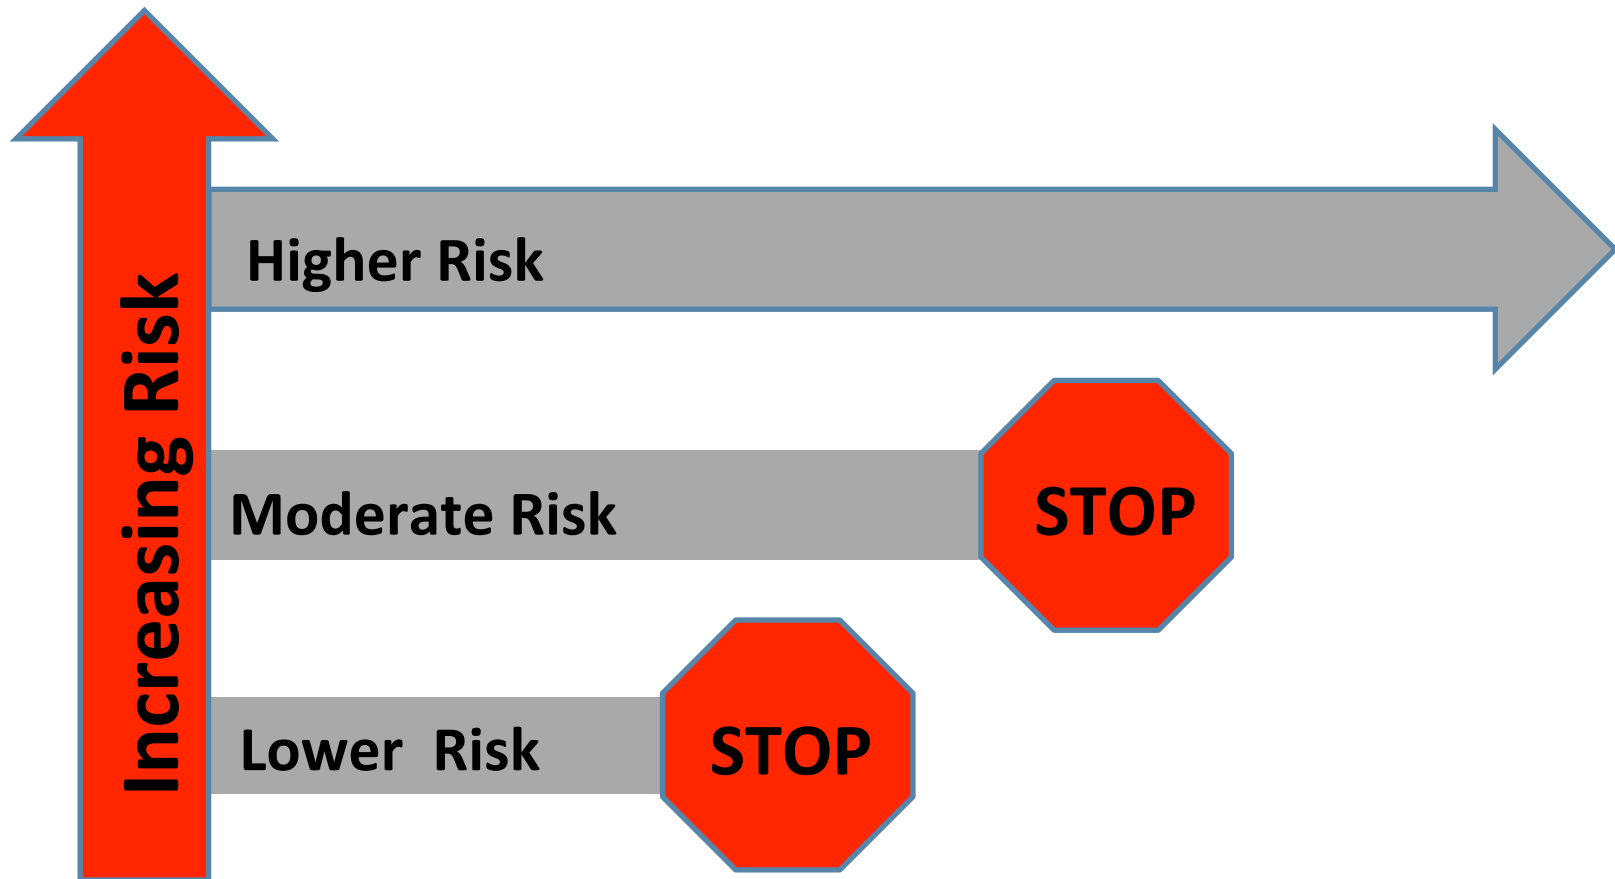 Increasing Risk
Higher Risk
Moderate Risk
STOP
Lower Risk
STOP